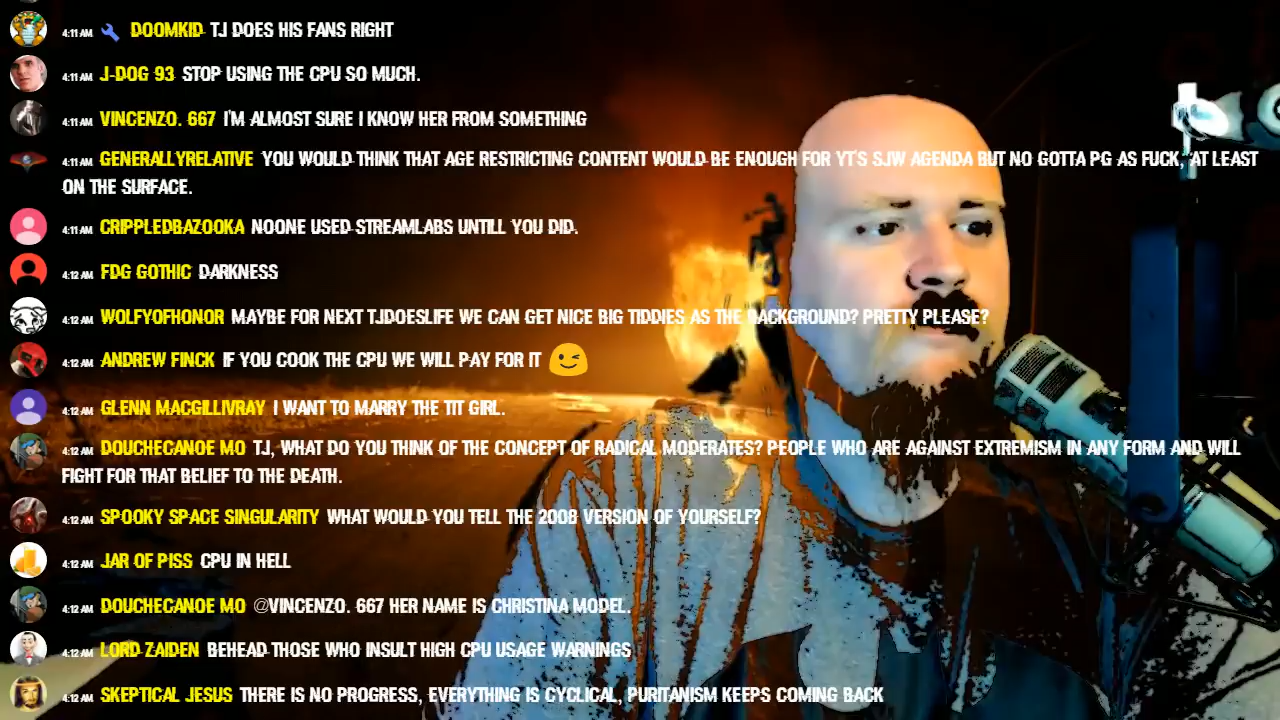 4:11 AM DOOMKID TJ DOES HIS FANS RIGHT
4:11 AM J-DOG 93 STOP USING THE CPU SO MUCH.
4:11 AM VINCENZO. 667 I'M ALMOST SURE I KNOW HER FROM SOMETHING
4:11 AM GENERALLYRELATIVE YOU WOULD THINK THAT AGE RESTRICTING CONTENT WOULD BE ENOUGH FOR YT'S SJW AGENDA BUT NO GOTTA PG AS FUCK, AT LEAST
ON THE SURFACE.
4:11 AM CRIPPLEDBAZOOKA NOONE USED STREAMLABS UNTILL YOU DID.
4:12 AM FDG GOTHIC DARKNESS
4:12 AM WOLFYOFHONOR MAYBE FOR NEXT TJDOESLIFE WE CAN GET NICE BIG TIDDIES AS THE BACKGROUND? PRETTY PLEASE?
4:12 AM ANDREW FINCK IF YOU COOK THE CPU WE WILL PAY FOR IT 😉
4:12 AM GLENN MACGILLIVRAY I WANT TO MARRY THE TIT GIRL.
4:12 AM DOUCHECANOE MO TJ, WHAT DO YOU THINK OF THE CONCEPT OF RADICAL MODERATES? PEOPLE WHO ARE AGAINST EXTREMISM IN ANY FORM AND WILL
FIGHT FOR THAT BELIEF TO THE DEATH.
4:12 AM SPOOKY SPACE SINGULARITY WHAT WOULD YOU TELL THE 2008 VERSION OF YOURSELF?
4:12 AM JAR OF PISS CPU IN HELL
4:12 AM DOUCHECANOE MO @VINCENZO. 667 HER NAME IS CHRISTINA MODEL.
4:12 AM LORD ZAIDEN BEHEAD THOSE WHO INSULT HIGH CPU USAGE WARNINGS
4:12 AM SKEPTICAL JESUS THERE IS NO PROGRESS, EVERYTHING IS CYCLICAL, PURITANISM KEEPS COMING BACK